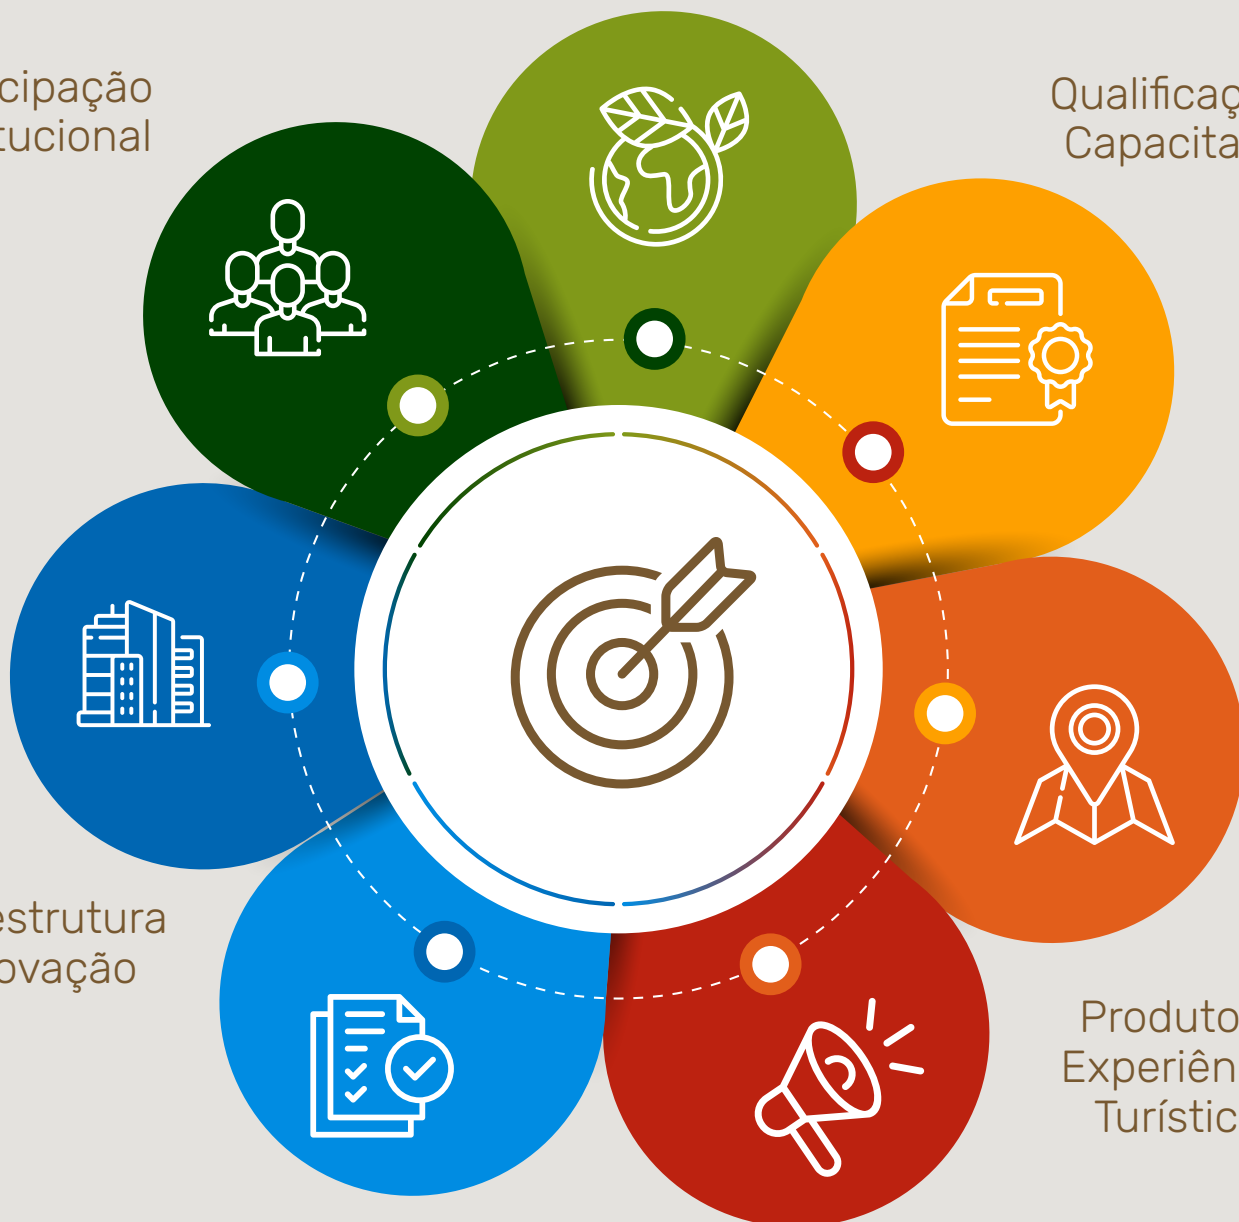 cipação
tucional
Qualificaç
Capacita
estrutura
ovação
Produto
Experiên
Turístic